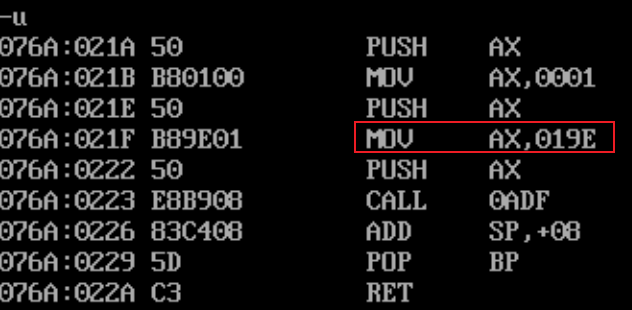 -u
076A:021A 50 PUSH AX
076A:021B B80100 MOV AX,0001
076A:021E 50 PUSH AX
076A:021F B89E01 MOV AX,019E
076A:0222 50 PUSH AX
076A:0223 E8B908 CALL 0ADF
076A:0226 83C408 ADD SP,+08
076A:0229 5D POP BP
076A:022A C3 RET